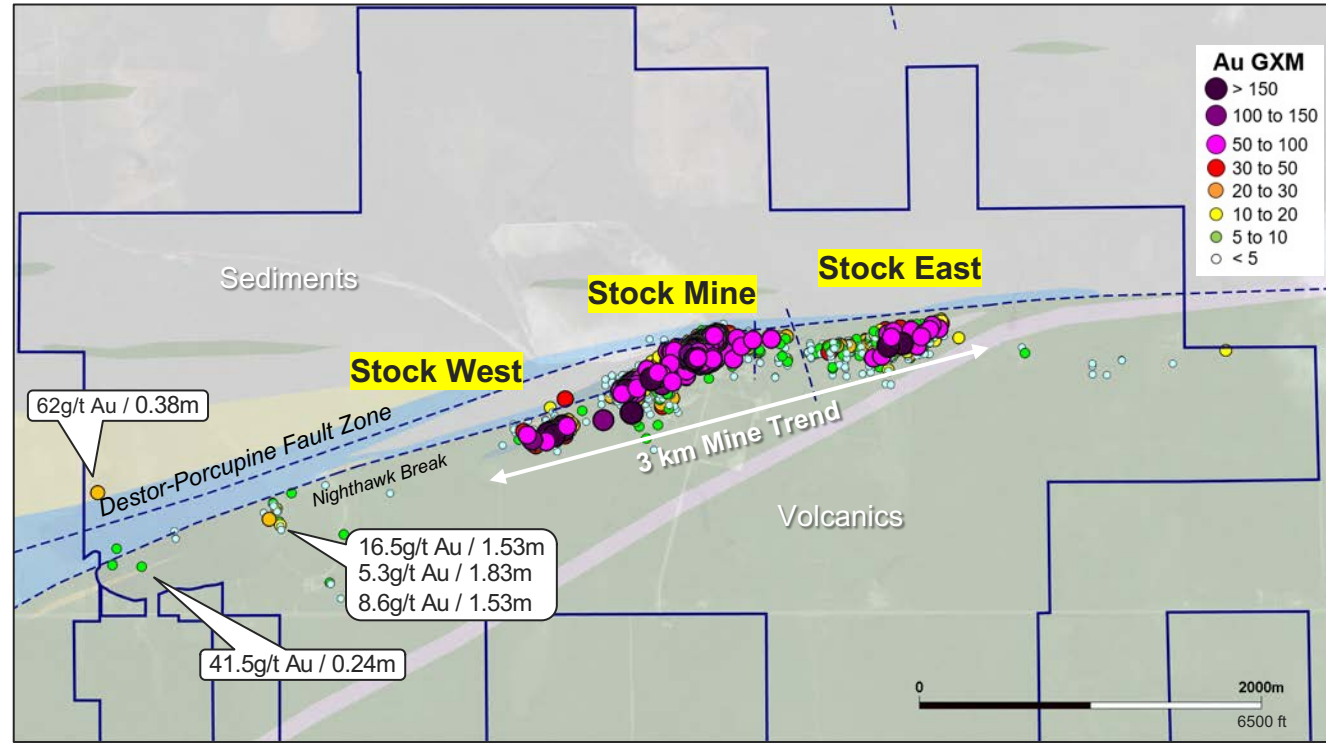 Au GXM
> 150
100 to 150
50 to 100
30 to 50
20 to 30
10 to 20
5 to 10
< 5
Sediments
Stock East
Stock Mine
Stock West
62g/t Au / 0.38m
Destor-Porcupine Fault Zone
Nighthawk Break
3 km Mine Trend
Volcanics
16.5g/t Au / 1.53m
5.3g/t Au / 1.83m
8.6g/t Au / 1.53m
41.5g/t Au / 0.24m
0 2000m
6500 ft